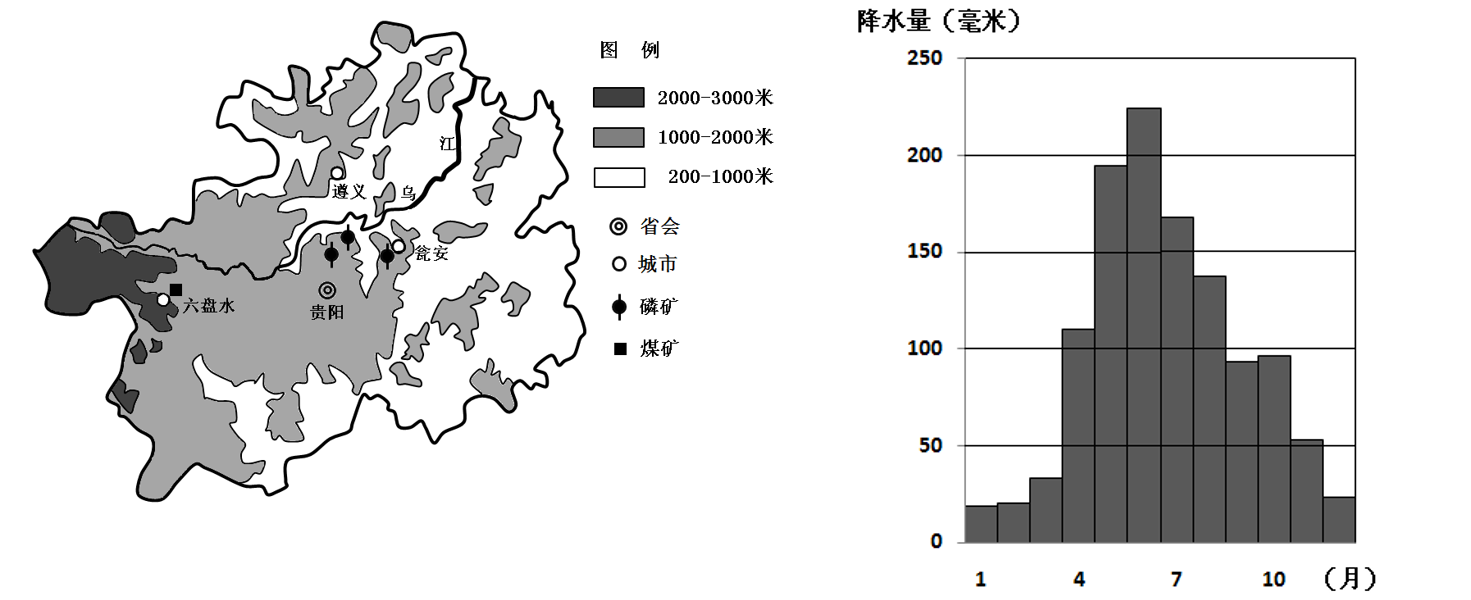 图 例
2000-3000米
1000-2000米
200-1000米
省会
城市
磷矿
煤矿
江
乌
遵义
瓮安
六盘水
贵阳
降水量（毫米）
250
200
150
100
50
0
1 4 7 10 （月）